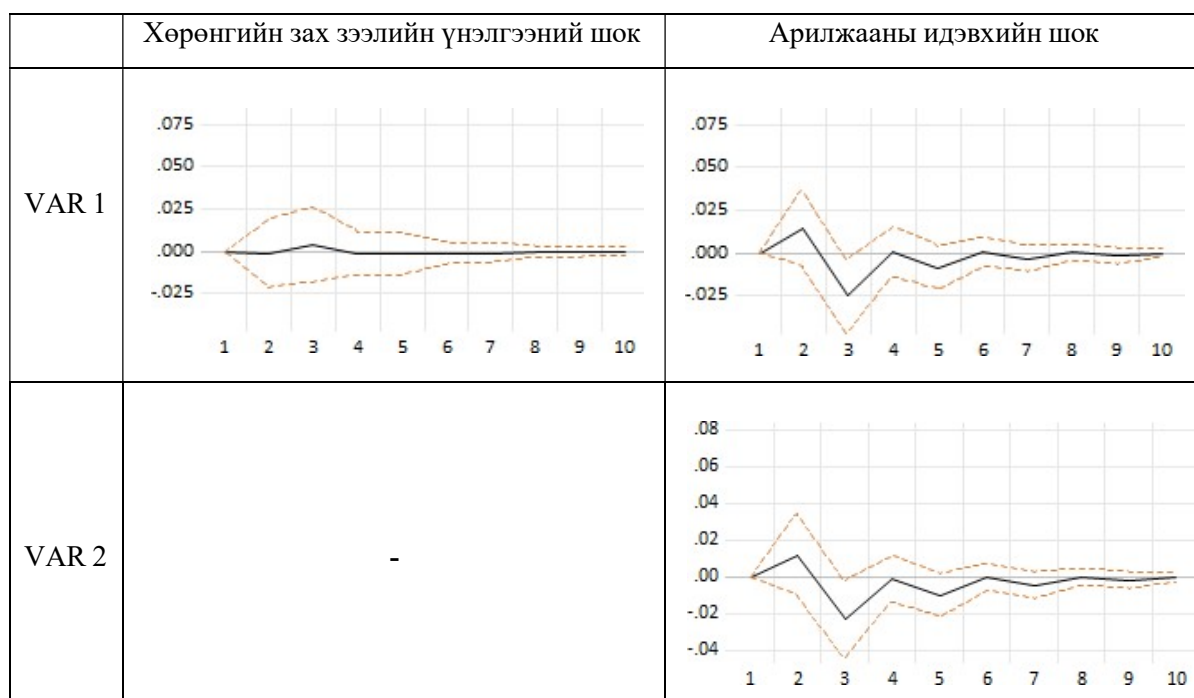 Хөрөнгийн зах зээлийн үнэлгээний шок
Арилжааны идэвхийн шок
VAR 1
.075
.050
.025
.000
-.025
1 2 3 4 5 6 7 8 9 10
.075
.050
.025
.000
-.025
1 2 3 4 5 6 7 8 9 10
VAR 2
-
.08
.06
.04
.02
.00
-.02
-.04
1 2 3 4 5 6 7 8 9 10